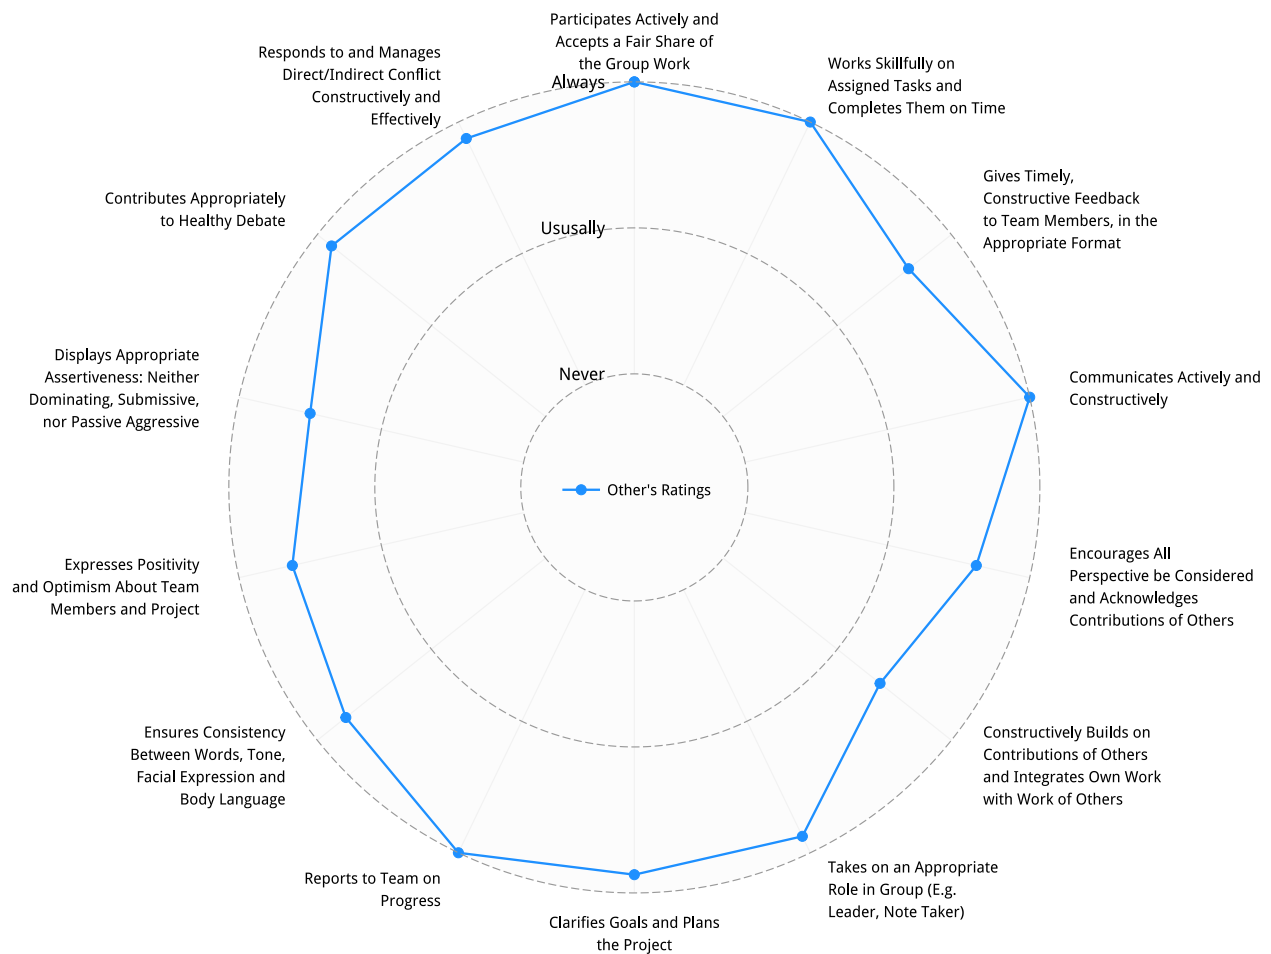 Participates Actively and
Accepts a Fair Share of
the Group Work
Responds to and Manages
Direct/Indirect Conflict
Constructively and
Effectively
Works Skillfully on
Assigned Tasks and
Completes Them on Time
Always
Gives Timely,
Constructive Feedback
to Team Members, in the
Appropriate Format
Contributes Appropriately
to Healthy Debate
Ususally
Never
Displays Appropriate
Assertiveness: Neither
Dominating, Submissive,
nor Passive Aggressive
Communicates Actively and
Constructively
Other's Ratings
Expresses Positivity
and Optimism About Team
Members and Project
Encourages All
Perspective be Considered
and Acknowledges
Contributions of Others
Ensures Consistency
Between Words, Tone,
Facial Expression and
Body Language
Constructively Builds on
Contributions of Others
and Integrates Own Work
with Work of Others
Reports to Team on
Progress
Takes on an Appropriate
Role in Group (E.g.
Leader, Note Taker)
Clarifies Goals and Plans
the Project